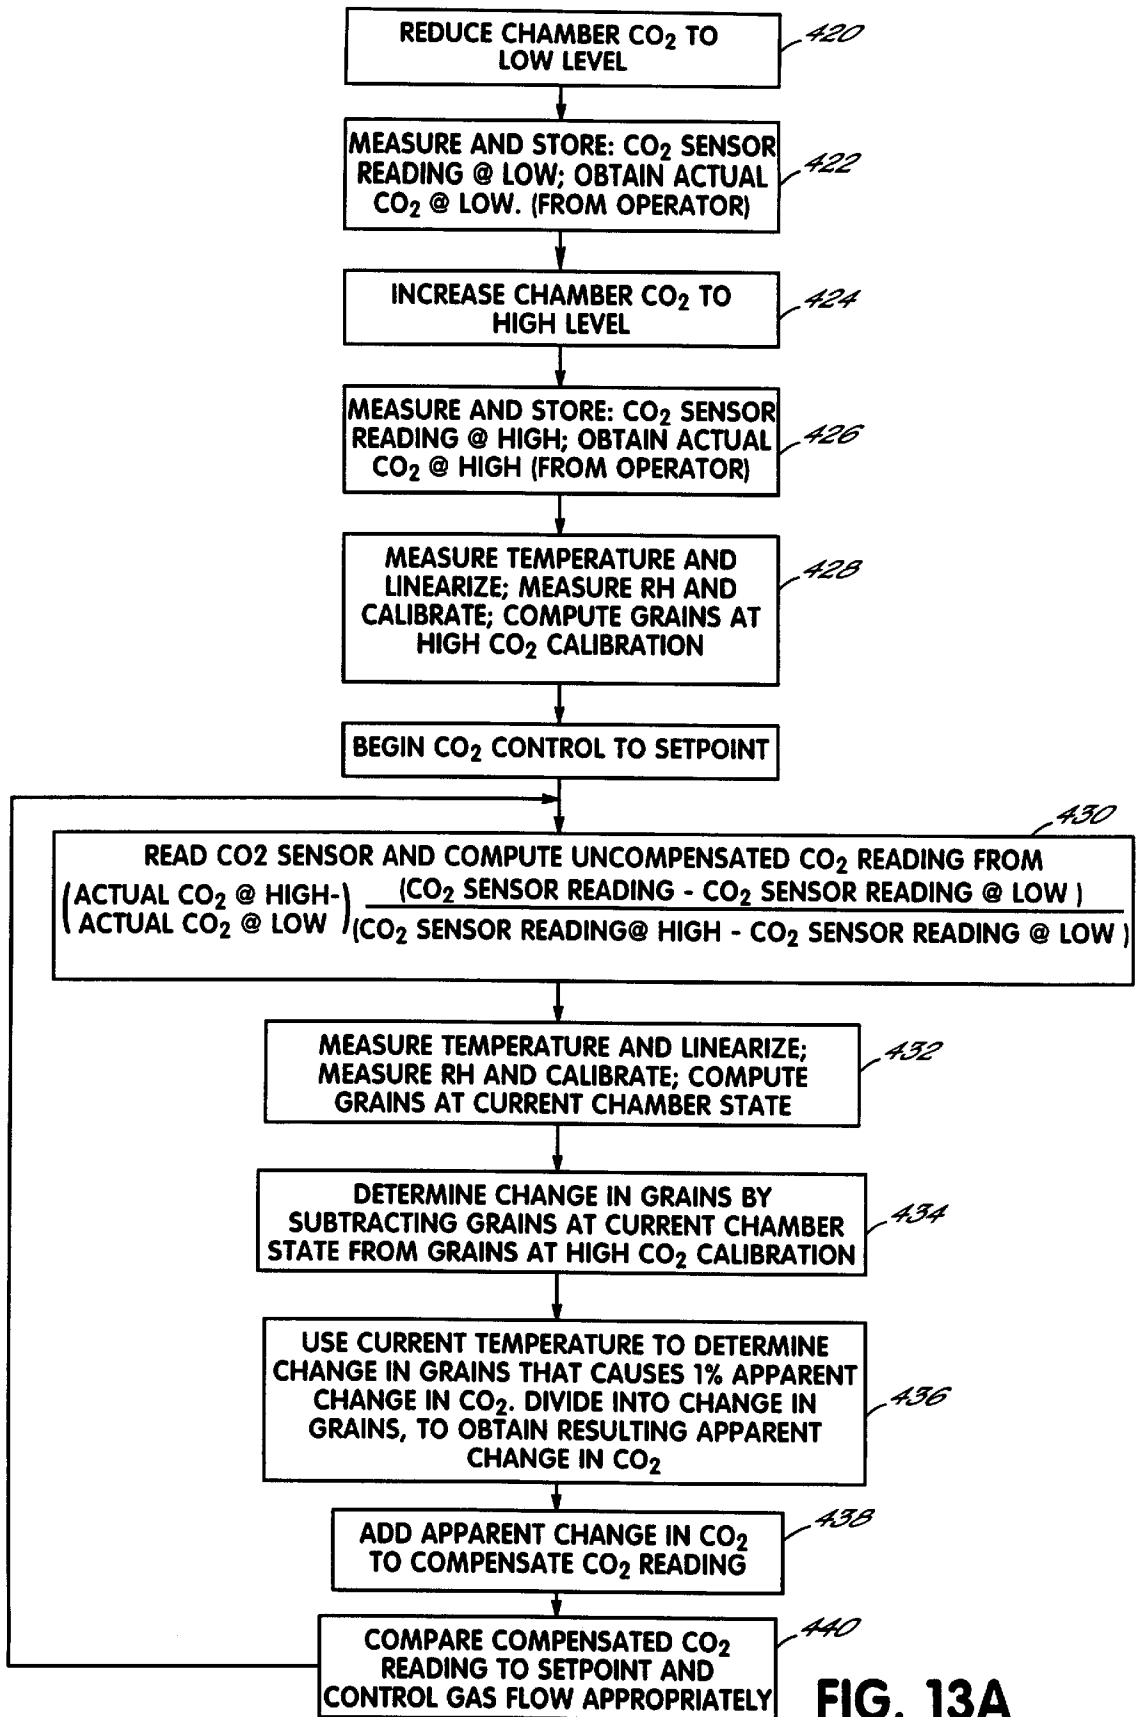 REDUCE CHAMBER CO2 TO
LOW LEVEL
420
MEASURE AND STORE: CO2 SENSOR
READING @ LOW; OBTAIN ACTUAL
CO2 @ LOW. (FROM OPERATOR)
422
INCREASE CHAMBER CO2 TO
HIGH LEVEL
424
MEASURE AND STORE: CO2 SENSOR
READING @ HIGH; OBTAIN ACTUAL
CO2 @ HIGH (FROM OPERATOR)
426
MEASURE TEMPERATURE AND
LINEARIZE; MEASURE RH AND
CALIBRATE; COMPUTE GRAINS AT
HIGH CO2 CALIBRATION
428
BEGIN CO2 CONTROL TO SETPOINT
430
READ CO2 SENSOR AND COMPUTE UNCOMPENSATED CO2 READING FROM
(ACTUAL CO2 @ HIGH-
ACTUAL CO2 @ LOW)
(CO2 SENSOR READING - CO2 SENSOR READING @ LOW )
(CO2 SENSOR READING@ HIGH - CO2 SENSOR READING @ LOW )
MEASURE TEMPERATURE AND LINEARIZE;
MEASURE RH AND CALIBRATE; COMPUTE
GRAINS AT CURRENT CHAMBER STATE
432
DETERMINE CHANGE IN GRAINS BY
SUBTRACTING GRAINS AT CURRENT CHAMBER
STATE FROM GRAINS AT HIGH CO2 CALIBRATION
434
USE CURRENT TEMPERATURE TO DETERMINE
CHANGE IN GRAINS THAT CAUSES 1% APPARENT
CHANGE IN CO2. DIVIDE INTO CHANGE IN
GRAINS, TO OBTAIN RESULTING APPARENT
CHANGE IN CO2
436
ADD APPARENT CHANGE IN CO2
TO COMPENSATE CO2 READING
438
COMPARE COMPENSATED CO2
READING TO SETPOINT AND
CONTROL GAS FLOW APPROPRIATELY
440
FIG. 13A